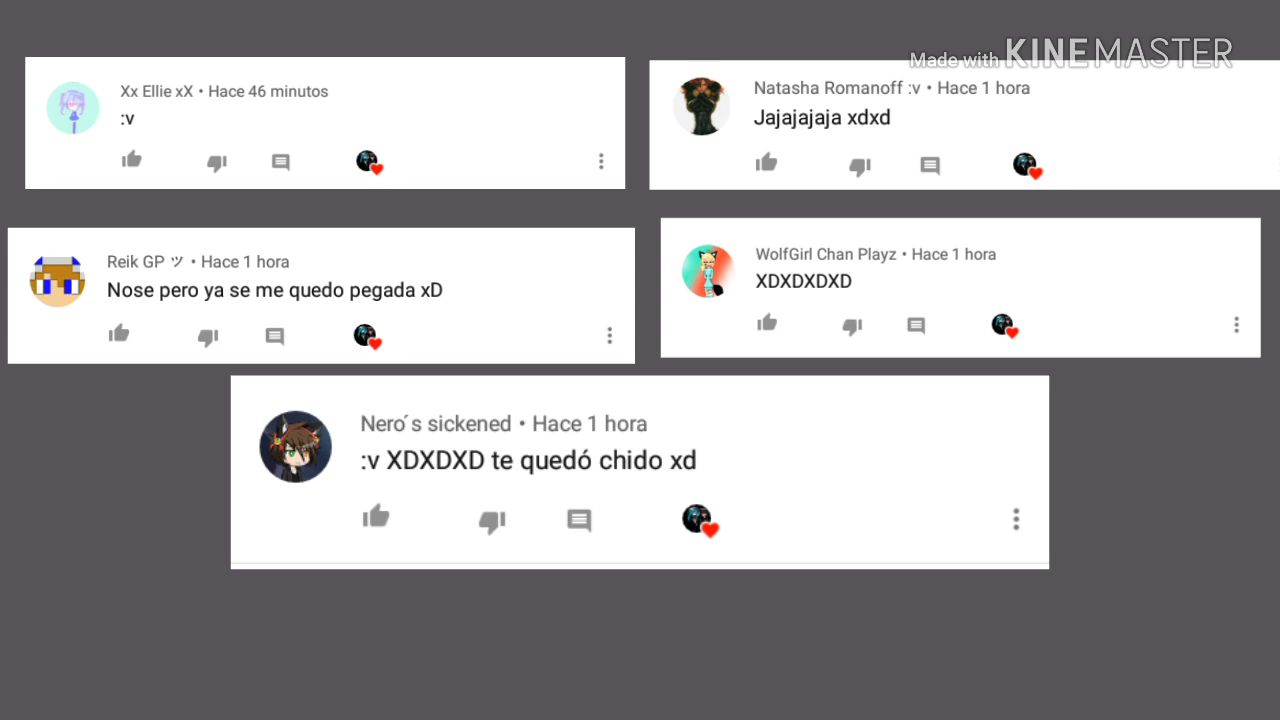 Made with KINEMASTER
Xx Ellie xX • Hace 46 minutos
:v
Natasha Romanoff :v • Hace 1 hora
Jajajajaja xdxd
Reik GP ツ • Hace 1 hora
Nose pero ya se me quedo pegada xD
WolfGirl Chan Playz • Hace 1 hora
XDXDXDXD
Nero´s sickened • Hace 1 hora
:v XDXDXD te quedó chido xd